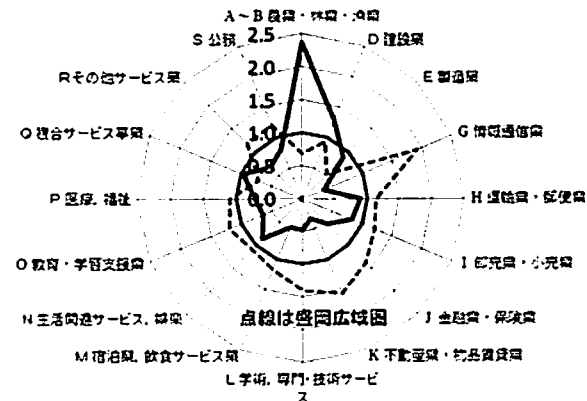 A～B 農業・林業・漁業
S 公務
D 建設業
R その他サービス業
E 製造業
Q 複合サービス事業
G 情報通信業
P 医療, 福祉
H 運輸業・郵便業
O 教育・学習支援業
I 卸売業・小売業
N 生活関連サービス, 娯楽
J 金融業・保険業
M 宿泊業, 飲食サービス業
K 不動産業・物品賃貸業
L 学術, 専門・技術サービ
ス
2.5
2.0
1.5
1.0
0.5
0.0
点線は盛岡広域圏